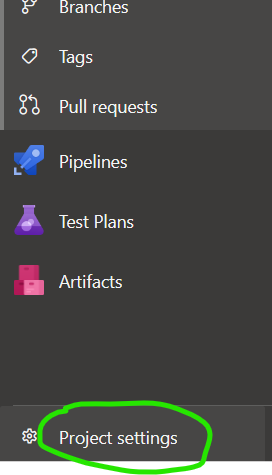 Branches
Tags
Pull requests
Pipelines
Test Plans
Artifacts
Project settings